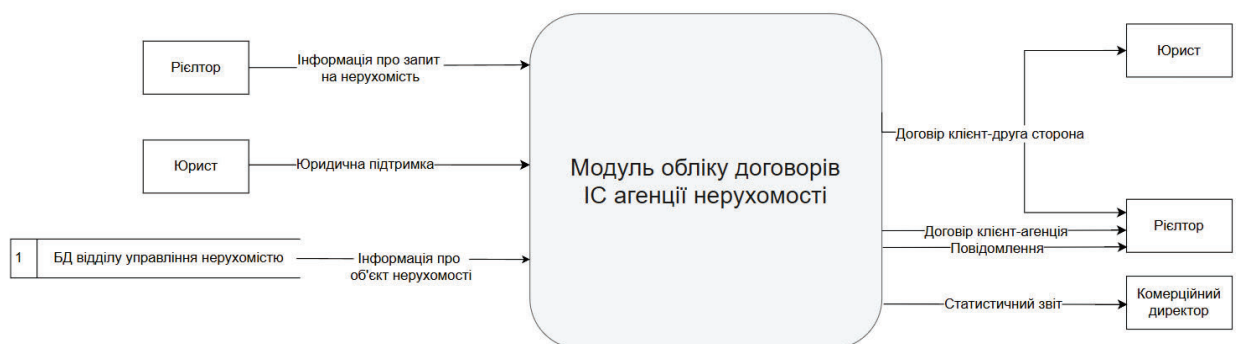 Рієлтор
Інформація про запит
на нерухомість
Юрист
Юридична підтримка
1
БД відділу управління нерухомістю
Інформація про
об'єкт нерухомості
Модуль обліку договорів
ІС агенції нерухомості
Договір клієнт-друга сторона
Юрист
Договір клієнт-агенція
Повідомлення
Рієлтор
Статистичний звіт
Комерційний
директор